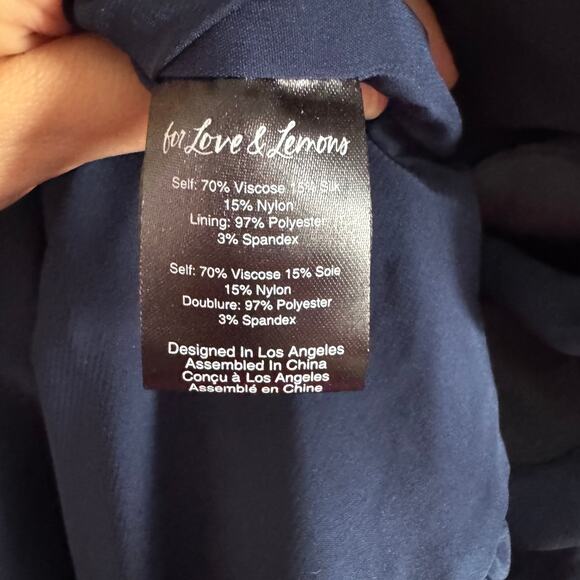 for Love & Lemons
Self: 70% Viscose 15% Silk
15% Nylon
Lining: 97% Polyester
3% Spandex
Self: 70% Viscose 15% Soie
15% Nylon
Doublure: 97% Polyester
3% Spandex
Designed In Los Angeles
Assembled In China
Conçu à Los Angeles
Assemblé en Chine